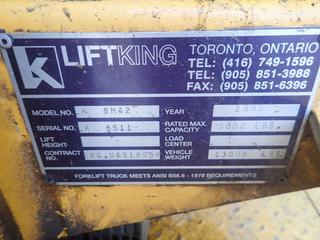 K LIFTKING TORONTO, ONTARIO
TEL: (416) 749-1596
TEL: (905) 851-3988
FAX: (905) 851-6396
MODEL NO. K 8M42 YEAR 1995
SERIAL NO. K 8511 RATED MAX. CAPACITY 8000 LBS.
LIFT HEIGHT LOAD CENTER
CONTRACT NO. VEHICLE WEIGHT 13000 LBS.
FORKLIFT TRUCK MEETS ANSI B56.6 - 1978 REQUIREMENTS